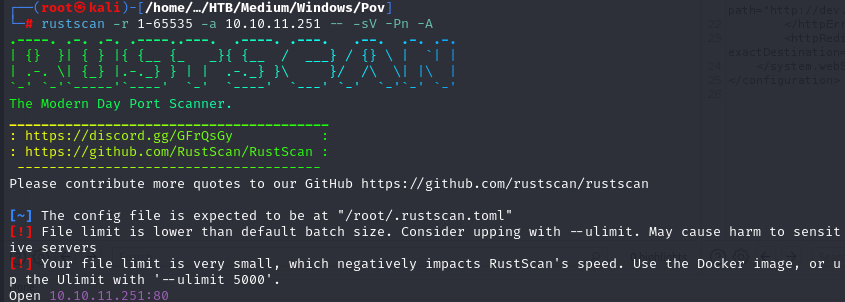 (root㉿kali)-[/home/…/HTB/Medium/Windows/Pov]
# rustscan -r 1-65535 -a 10.10.11.251 -- -sV -Pn -A
The Modern Day Port Scanner.
: https://discord.gg/GFrQsGy :
: https://github.com/RustScan/RustScan :
Please contribute more quotes to our GitHub https://github.com/rustscan/rustscan
[~] The config file is expected to be at "/root/.rustscan.toml"
[!] File limit is lower than default batch size. Consider upping with --ulimit. May cause harm to sensit
ive servers
[!] Your file limit is very small, which negatively impacts RustScan's speed. Use the Docker image, or u
p the Ulimit with '--ulimit 5000'.
Open 10.10.11.251:80